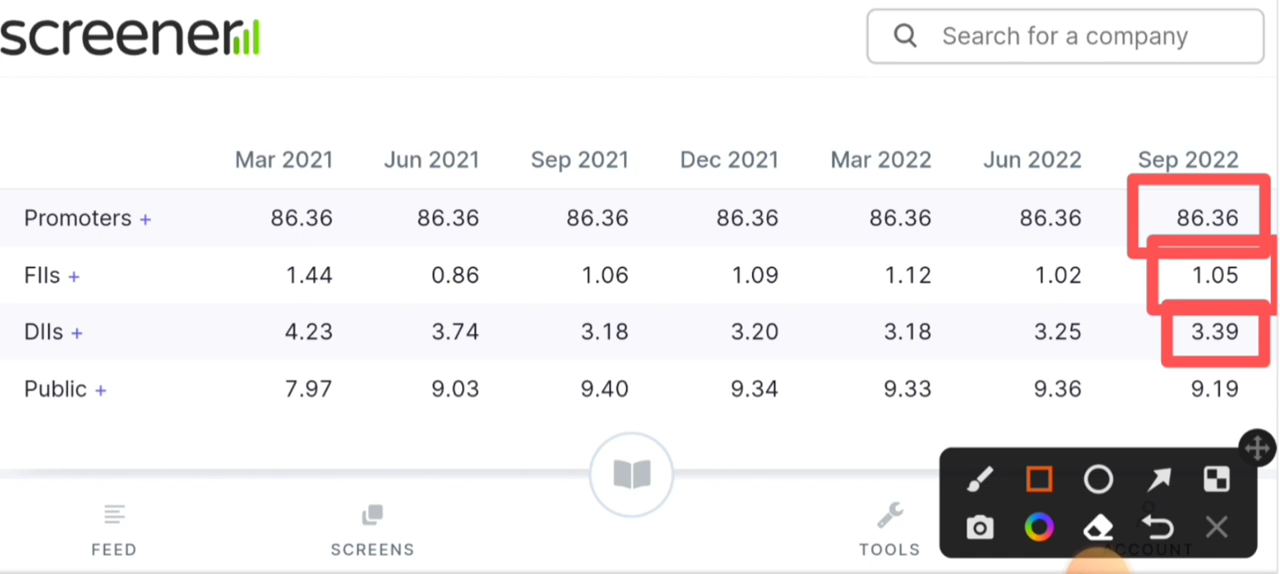 screener
Search for a company
Mar 2021 Jun 2021 Sep 2021 Dec 2021 Mar 2022 Jun 2022 Sep 2022
Promoters + 86.36 86.36 86.36 86.36 86.36 86.36 86.36
FIIs + 1.44 0.86 1.06 1.09 1.12 1.02 1.05
DIIs + 4.23 3.74 3.18 3.20 3.18 3.25 3.39
Public + 7.97 9.03 9.40 9.34 9.33 9.36 9.19
FEED SCREENS TOOLS ACCOUNT